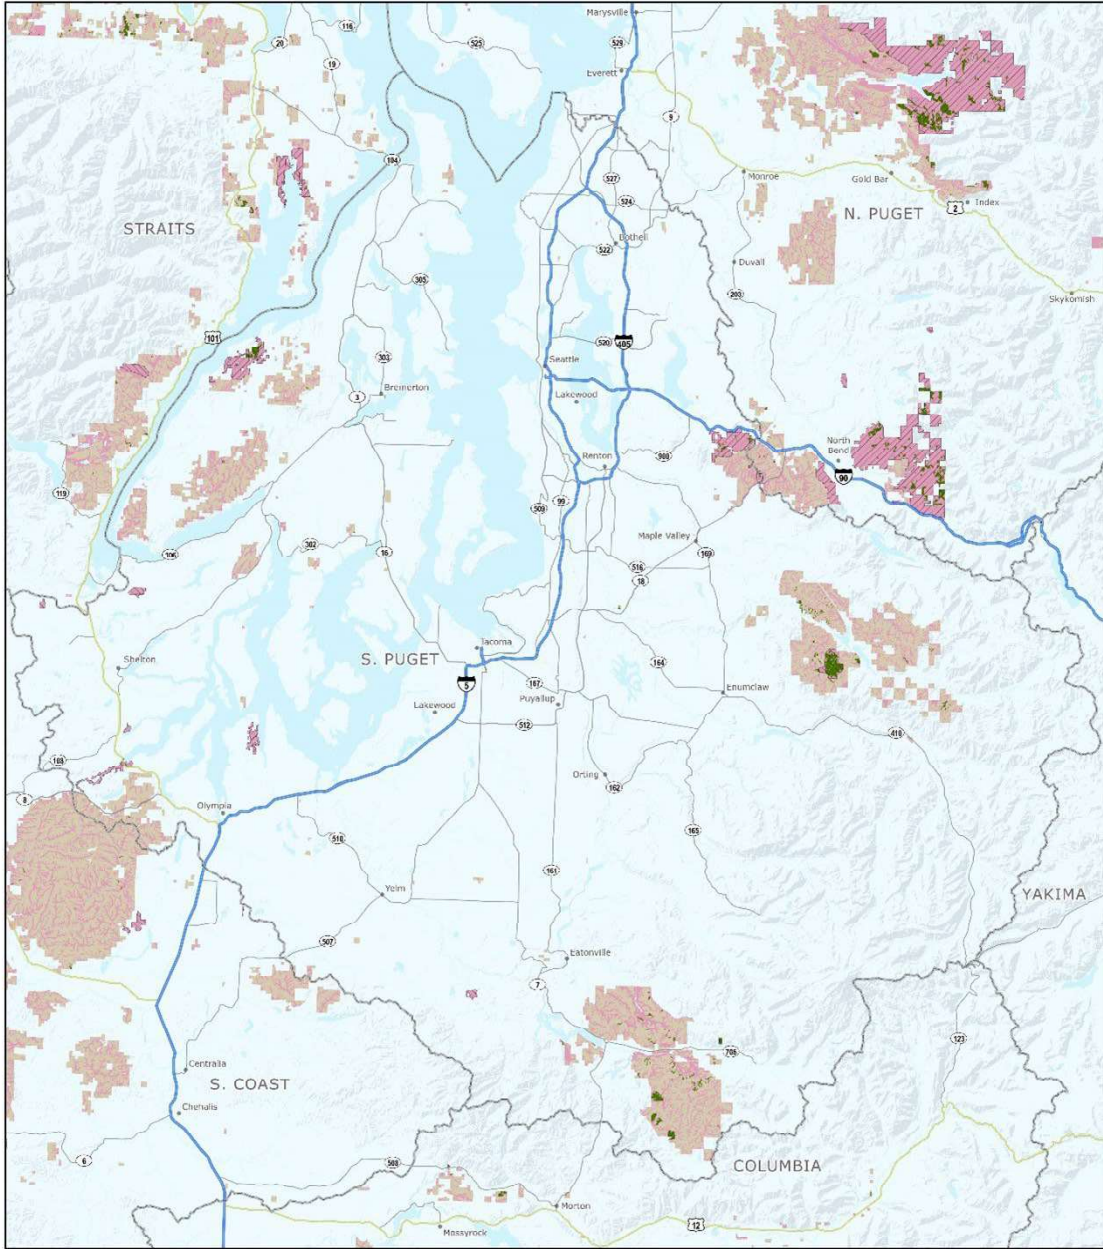 Marysville
116
20
525
529
19
Everett
9
104
527
Monroe
Gold Bar
524
Index
2
N. PUGET
STRAITS
Bothell
522
Duvall
305
203
Skykomish
101
520
405
303
Seattle
Bremerton
3
Lakewood
North
Bend
Renton
900
90
119
99
509
302
Maple Valley
106
16
169
516
18
Tacoma
S. PUGET
Shelton
164
167
5
Enumclaw
Lakewood
Puyallup
512
410
108
Orting
162
8
Olympia
165
510
161
Yelm
YAKIMA
507
Eatonville
7
123
706
Centralia
S. COAST
Chehalis
6
508
COLUMBIA
Morton
12
Mossyrock